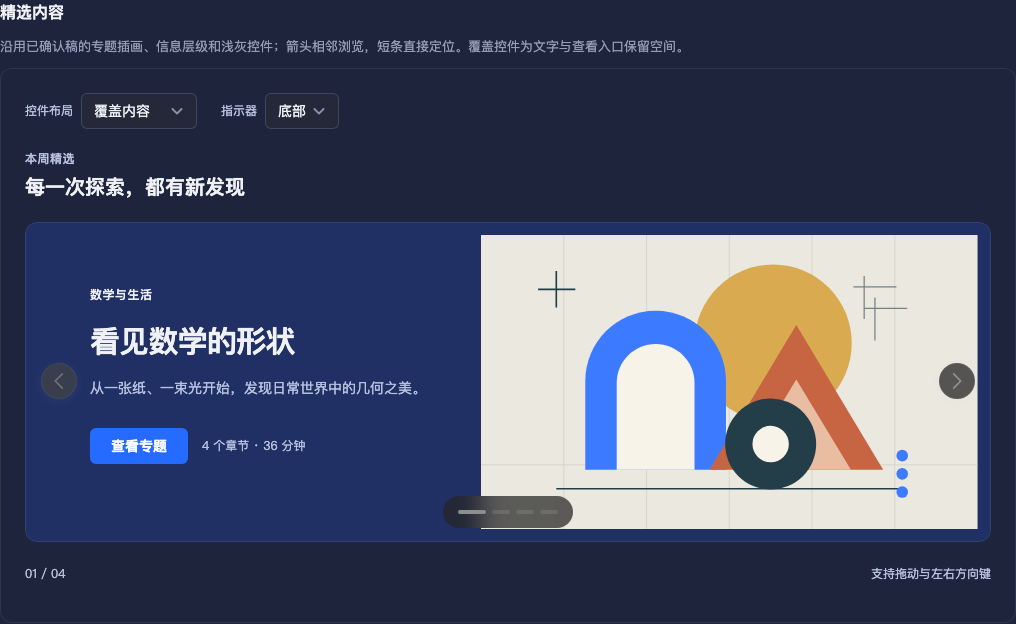 精选内容
沿用已确认稿的专题插画、信息层级和浅灰控件；箭头相邻浏览，短条直接定位。覆盖控件为文字与查看入口保留空间。
控件布局 覆盖内容 指示器 底部
本周精选
每一次探索，都有新发现
数学与生活
看见数学的形状
从一张纸、一束光开始，发现日常世界中的几何之美。
查看专题 4 个章节 · 36 分钟
01 / 04 支持拖动与左右方向键